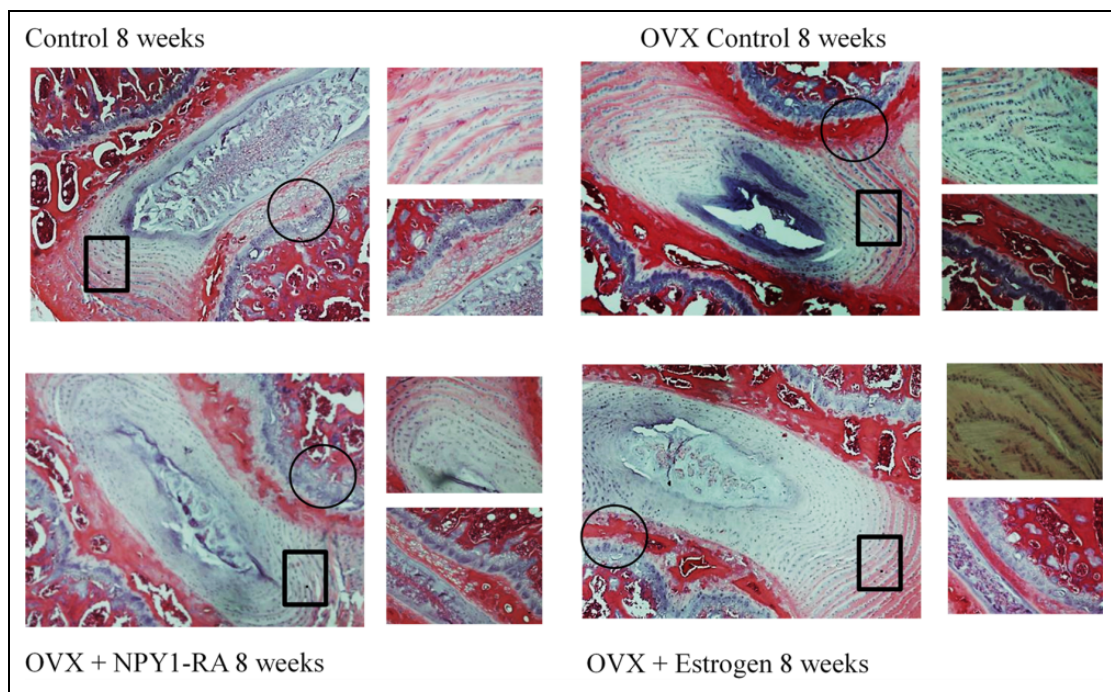 Control 8 weeks
OVX Control 8 weeks
OVX + NPY1-RA 8 weeks
OVX + Estrogen 8 weeks